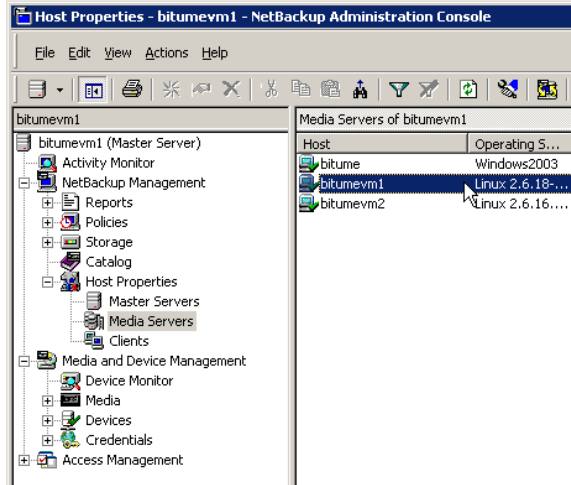 Host Properties - bitumevm1 - NetBackup Administration Console
File Edit View Actions Help
bitumevm1
Media Servers of bitumevm1
bitumevm1 (Master Server)
Activity Monitor
NetBackup Management
Reports
Policies
Storage
Catalog
Host Properties
Master Servers
Media Servers
Clients
Media and Device Management
Device Monitor
Media
Devices
Credentials
Access Management
Host Operating S...
bitume Windows2003
bitumevm1 Linux 2.6.18-...
bitumevm2 Linux 2.6.16....